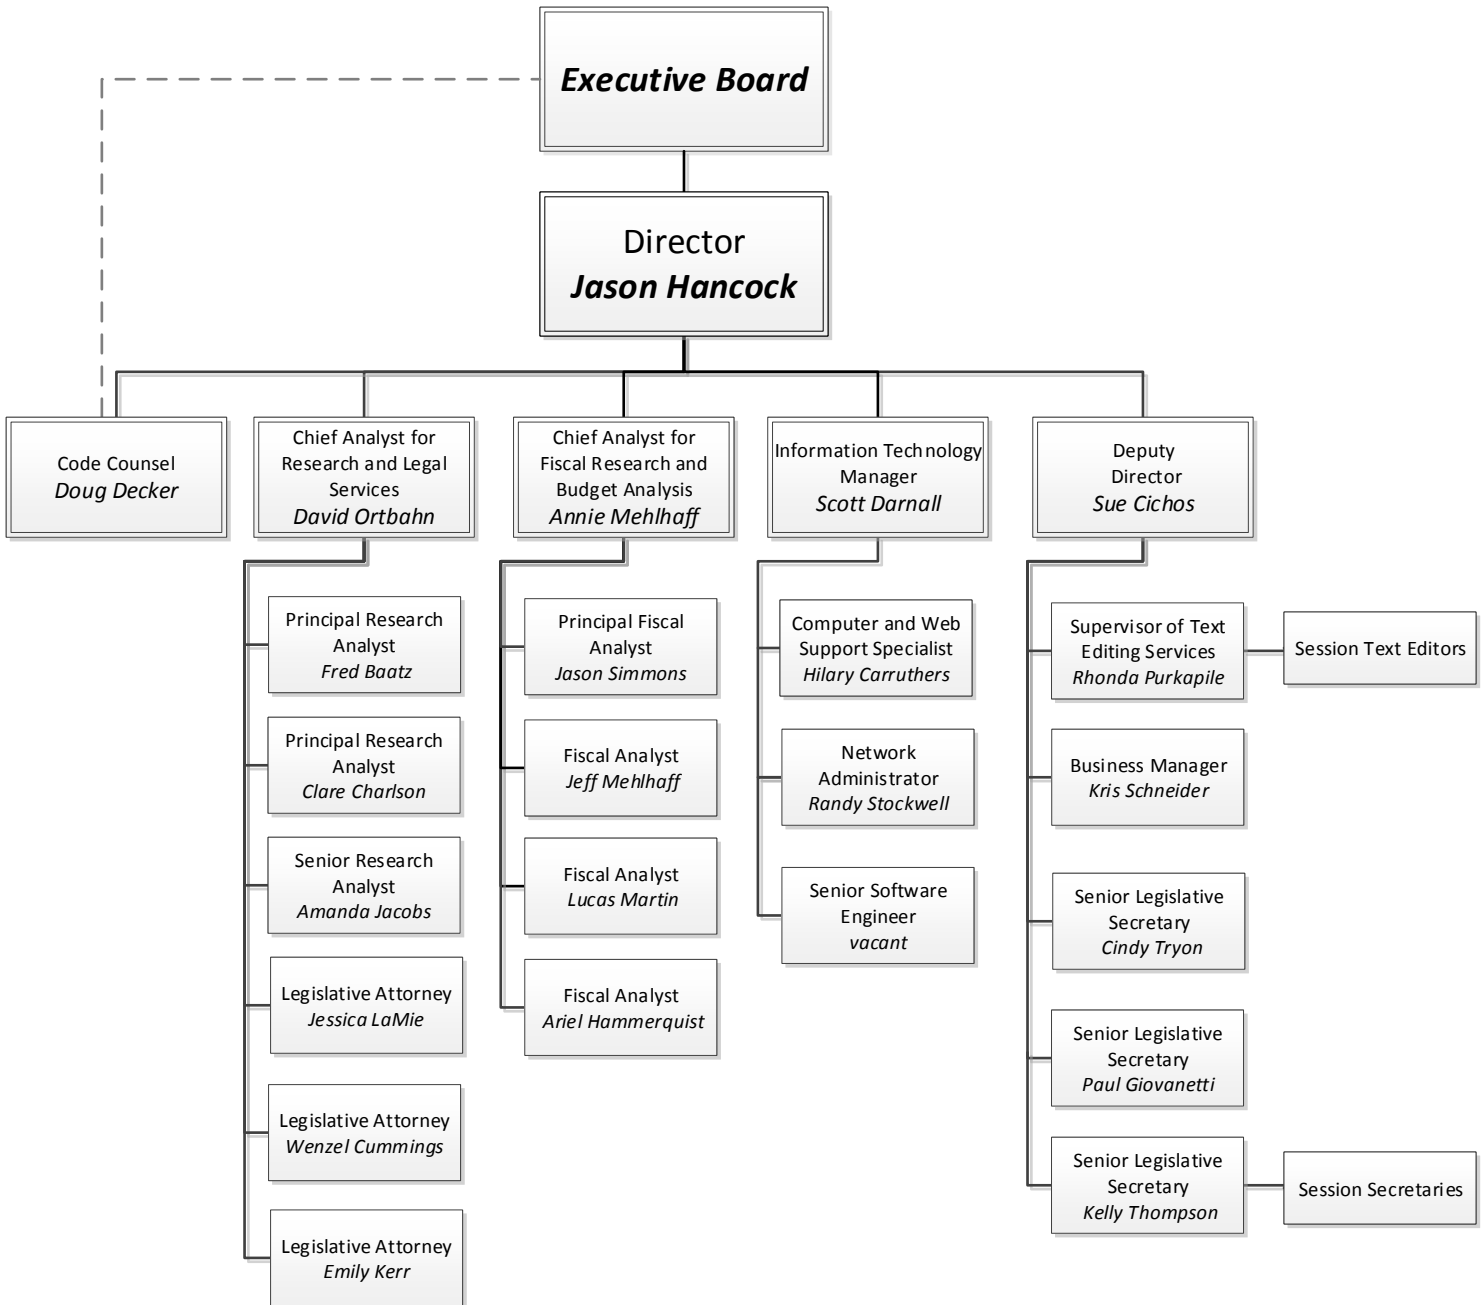 Executive Board
Director
Jason Hancock
Code Counsel
Doug Decker
Chief Analyst for
Research and Legal
Services
David Ortbahn
Chief Analyst for
Fiscal Research and
Budget Analysis
Annie Mehlhaff
Information Technology
Manager
Scott Darnall
Deputy
Director
Sue Cichos
Principal Research
Analyst
Fred Baatz
Principal Research
Analyst
Clare Charlson
Senior Research
Analyst
Amanda Jacobs
Legislative Attorney
Jessica LaMie
Legislative Attorney
Wenzel Cummings
Legislative Attorney
Emily Kerr
Principal Fiscal
Analyst
Jason Simmons
Fiscal Analyst
Jeff Mehlhaff
Fiscal Analyst
Lucas Martin
Fiscal Analyst
Ariel Hammerquist
Computer and Web
Support Specialist
Hilary Carruthers
Network
Administrator
Randy Stockwell
Senior Software
Engineer
vacant
Supervisor of Text
Editing Services
Rhonda Purkapile
Session Text Editors
Business Manager
Kris Schneider
Senior Legislative
Secretary
Cindy Tryon
Senior Legislative
Secretary
Paul Giovanetti
Senior Legislative
Secretary
Kelly Thompson
Session Secretaries